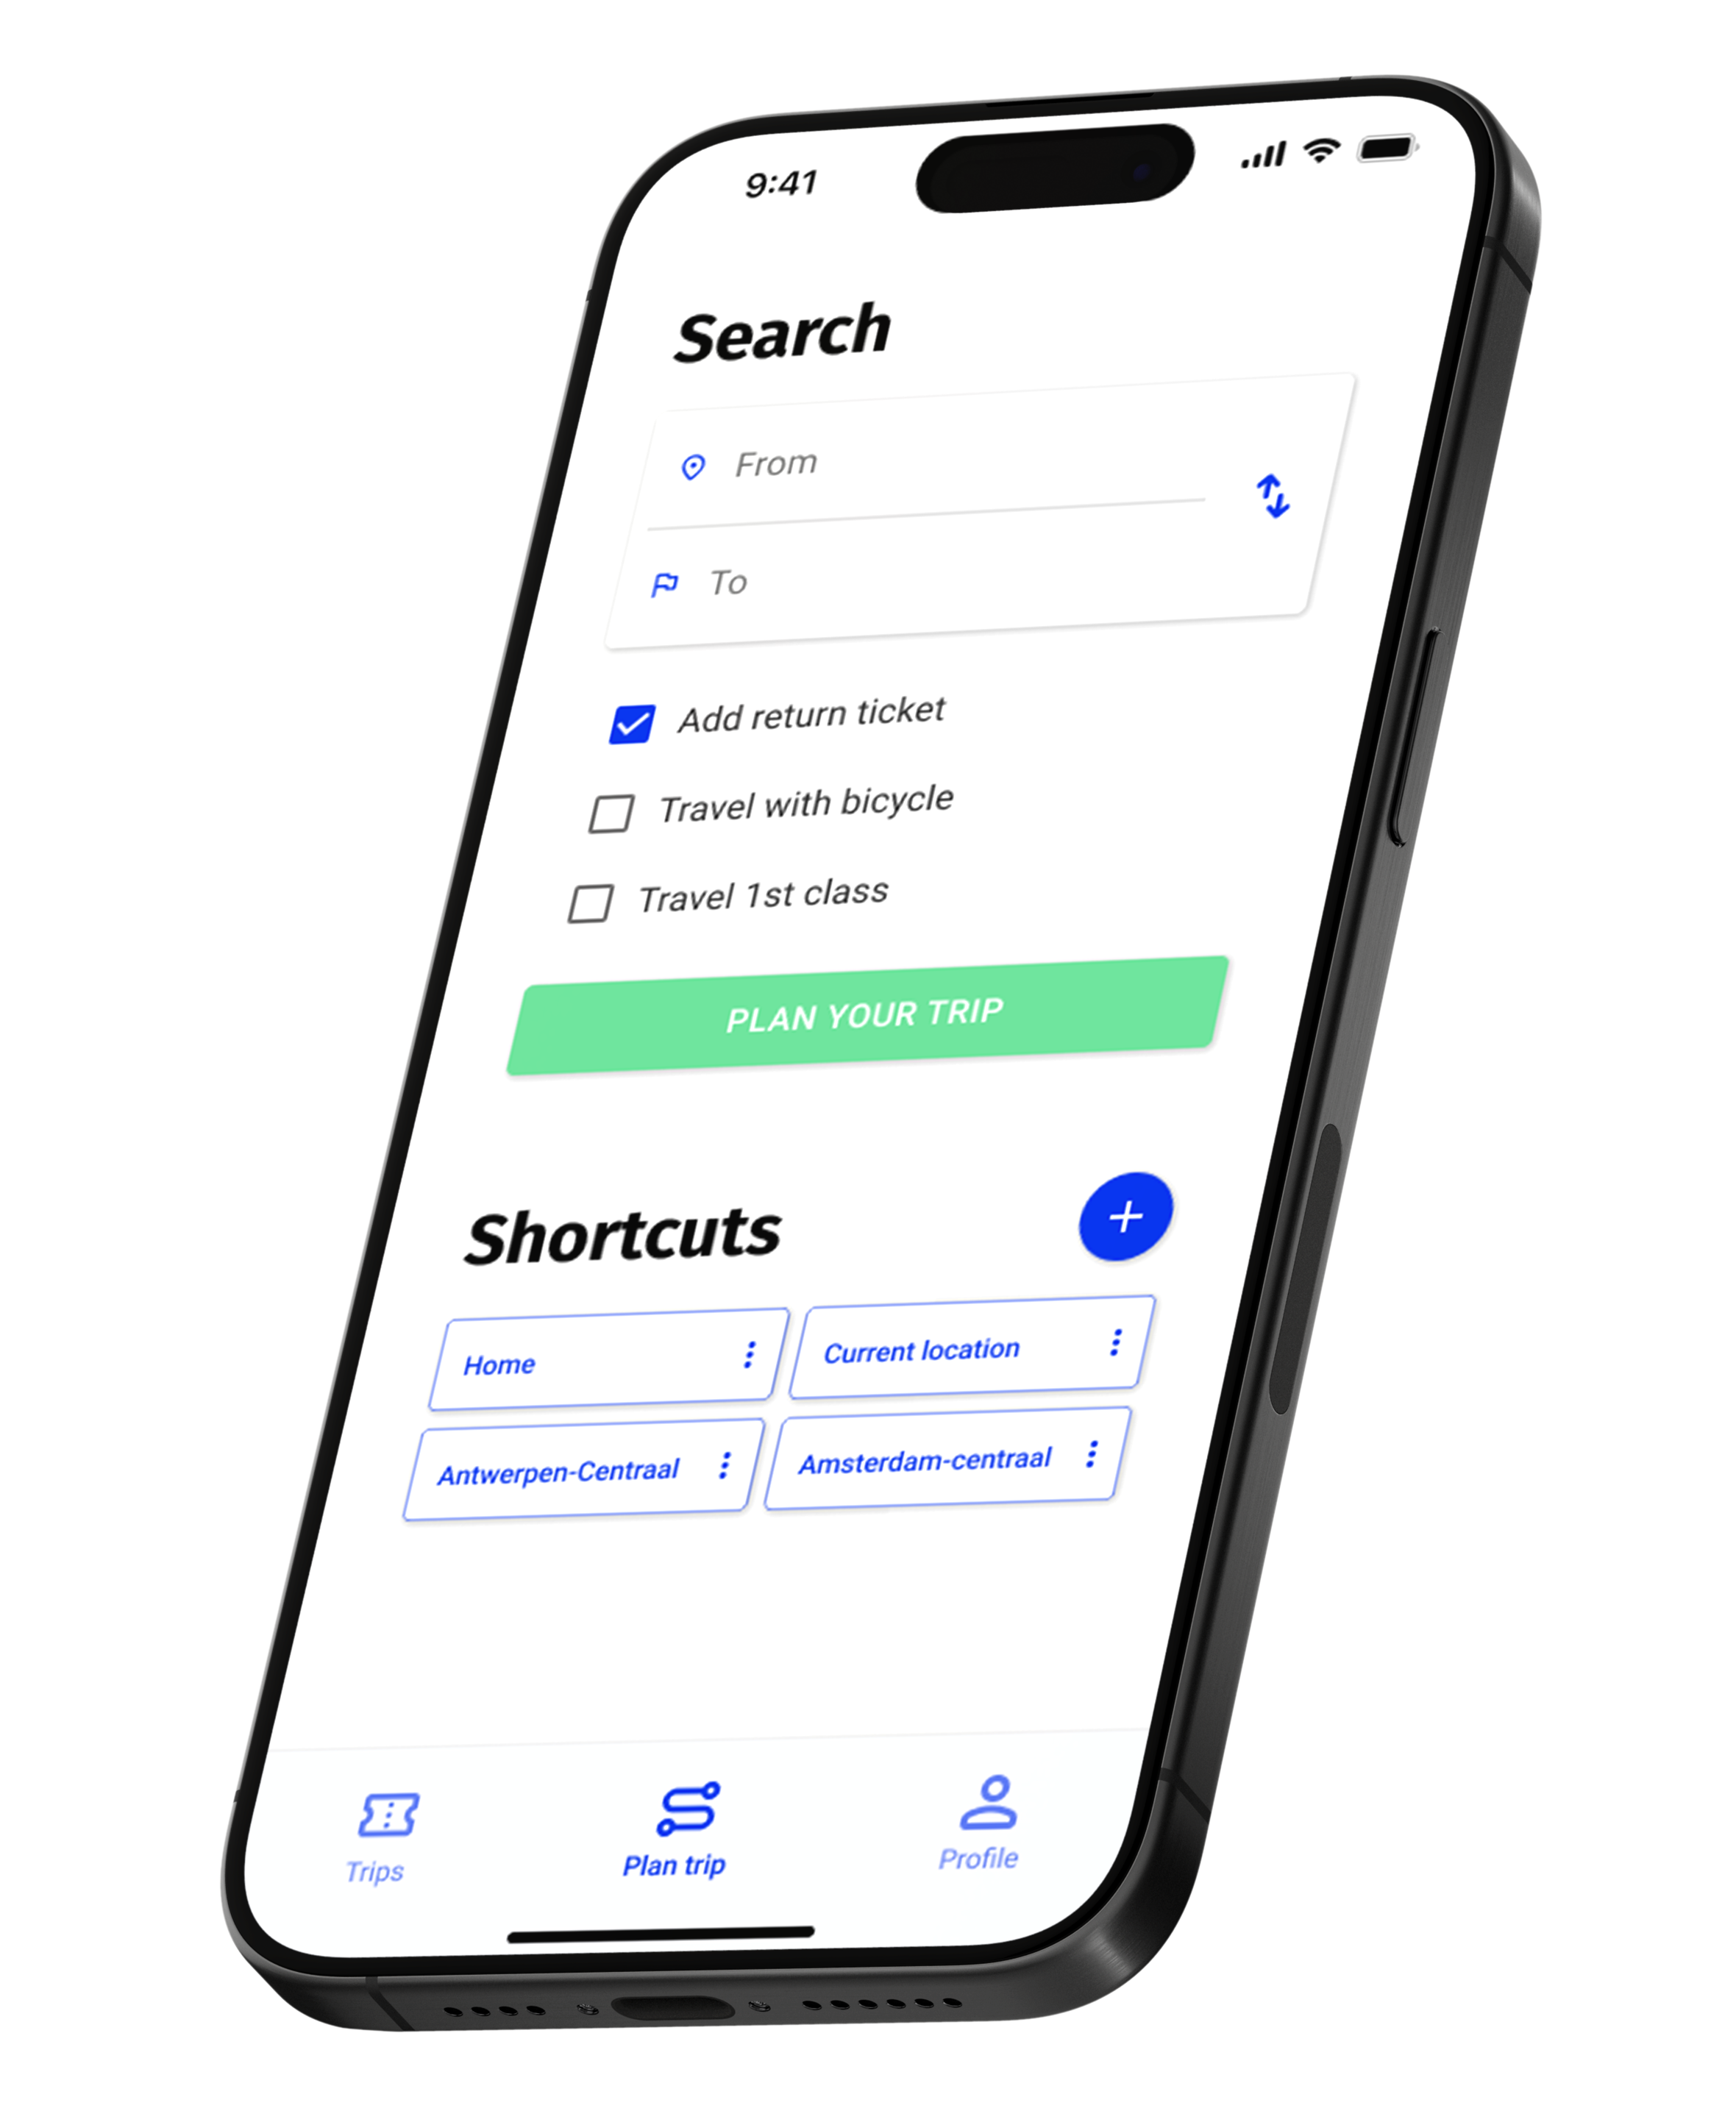 9:41
Search
From
To
Add return ticket
Travel with bicycle
Travel 1st class
PLAN YOUR TRIP
Shortcuts
Home
Current location
Antwerpen-Centraal
Amsterdam-centraal
Trips
Plan trip
Profile